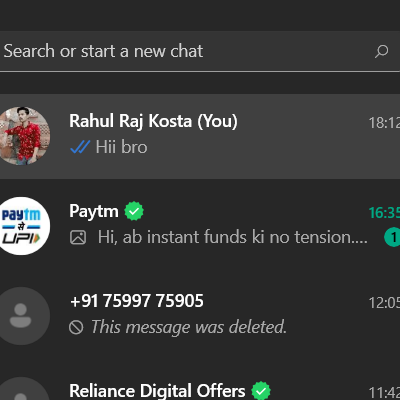 Search or start a new chat
Rahul Raj Kosta (You)
18:12
Hii bro
Paytm
16:35
paytm
से
UPI
Hi, ab instant funds ki no tension....
1
+91 75997 75905
12:05
This message was deleted.
Reliance Digital Offers
11:42